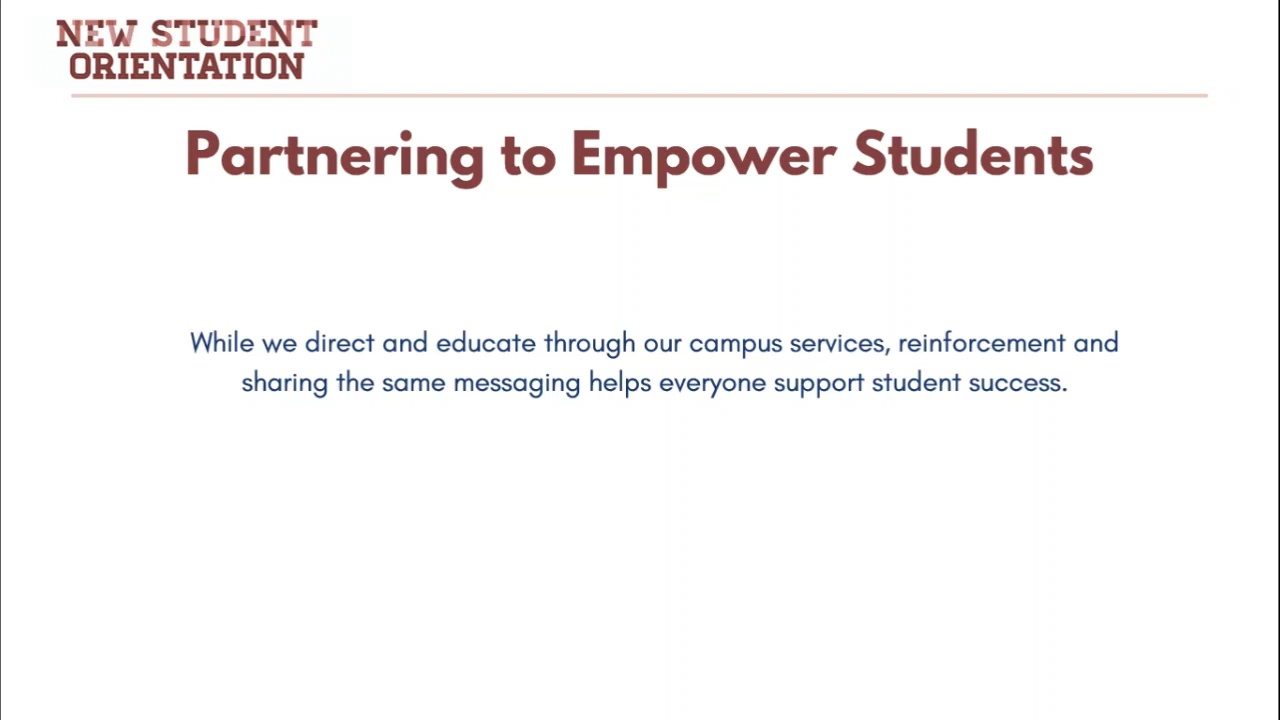 NEW STUDENT
ORIENTATION
Partnering to Empower Students
While we direct and educate through our campus services, reinforcement and
sharing the same messaging helps everyone support student success.